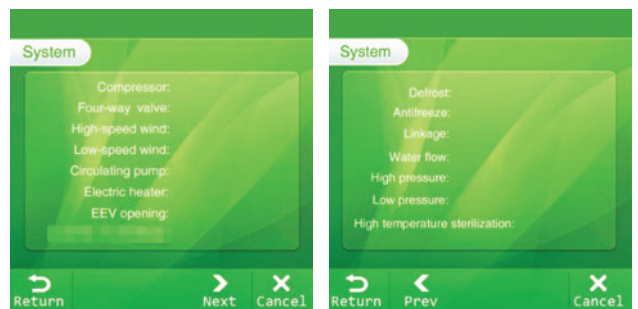 System
Compressor:
Four-way valve:
High-speed wind:
Low-speed wind:
Circulating pump:
Electric heater:
EEV opening:
Return
Next
Cancel
System
Defrost:
Antifreeze:
Linkage:
Water flow:
High pressure:
Low pressure:
High temperature sterilization:
Return
Prev
Cancel